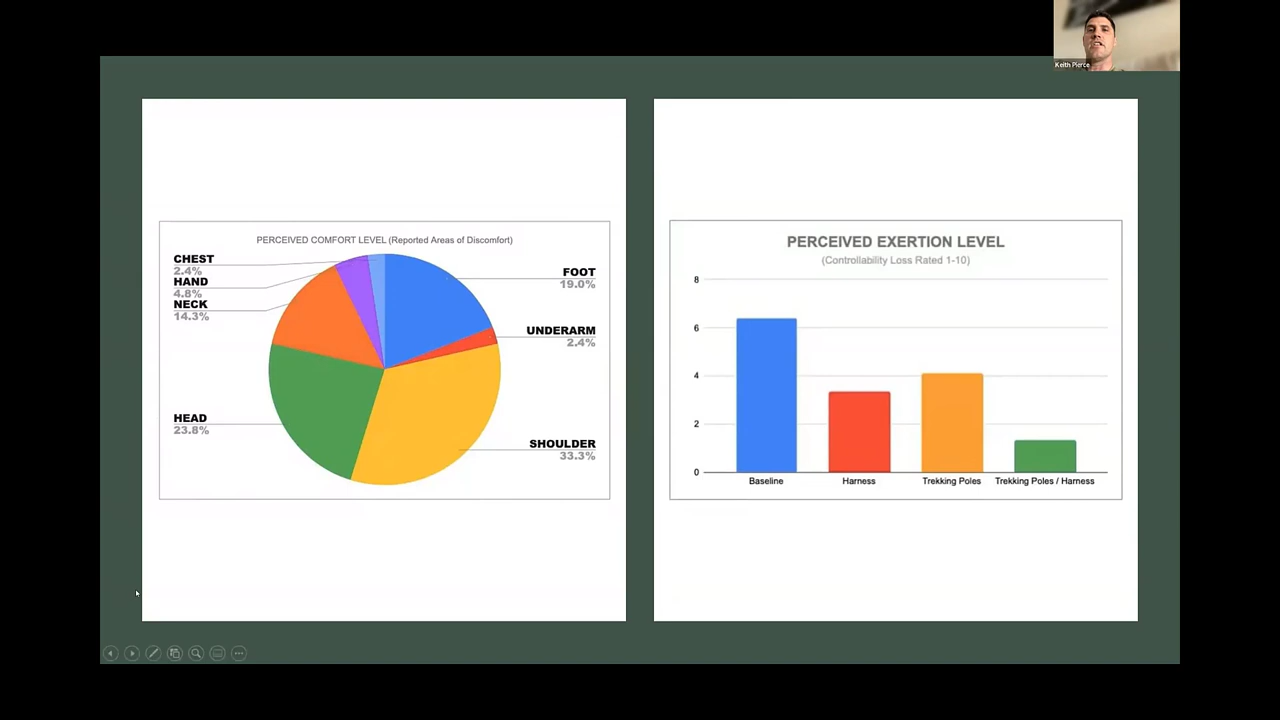 Keith Pierce
PERCEIVED COMFORT LEVEL (Reported Areas of Discomfort)
CHEST
2.4%
HAND
4.8%
NECK
14.3%
HEAD
23.8%
FOOT
19.0%
UNDERARM
2.4%
SHOULDER
33.3%
PERCEIVED EXERTION LEVEL
(Controllability Loss Rated 1-10)
8
6
4
2
0
Baseline
Harness
Trekking Poles
Trekking Poles / Harness